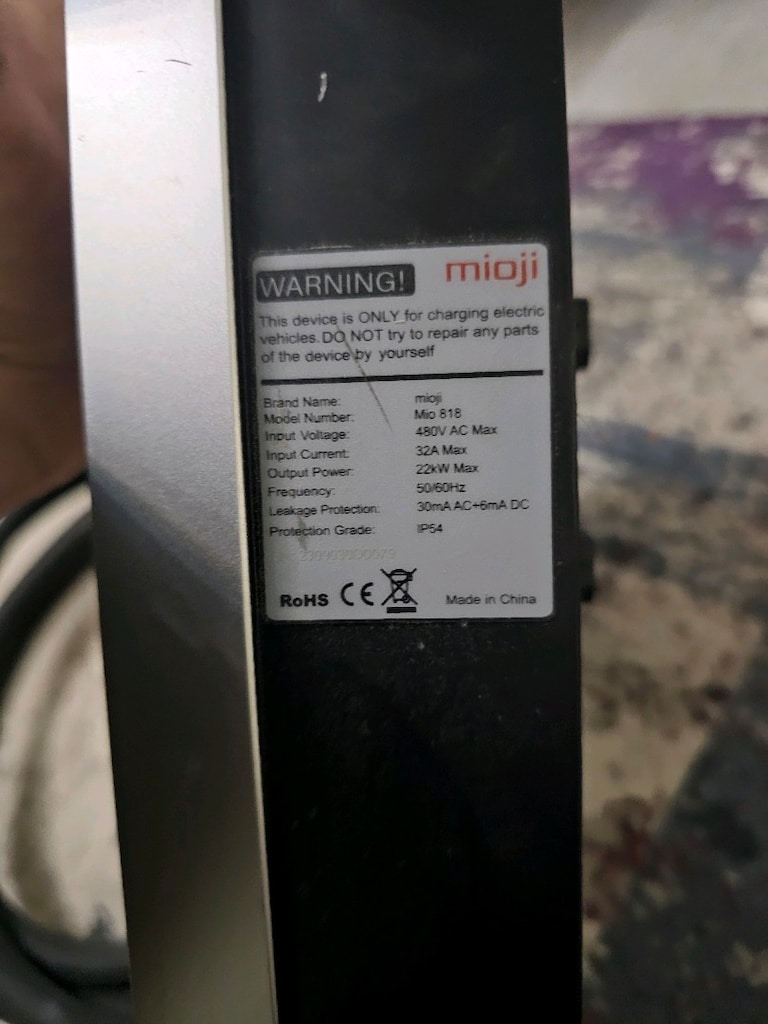 WARNING!
mioji
This device is ONLY for charging electric
vehicles. DO NOT try to repair any parts
of the device by yourself
Brand Name: mioji
Model Number: Mio 818
Input Voltage: 480V AC Max
Input Current: 32A Max
Output Power: 22kW Max
Frequency: 50/60Hz
Leakage Protection: 30mA AC+6mA DC
Protection Grade: IP54
RoHS CE Made in China